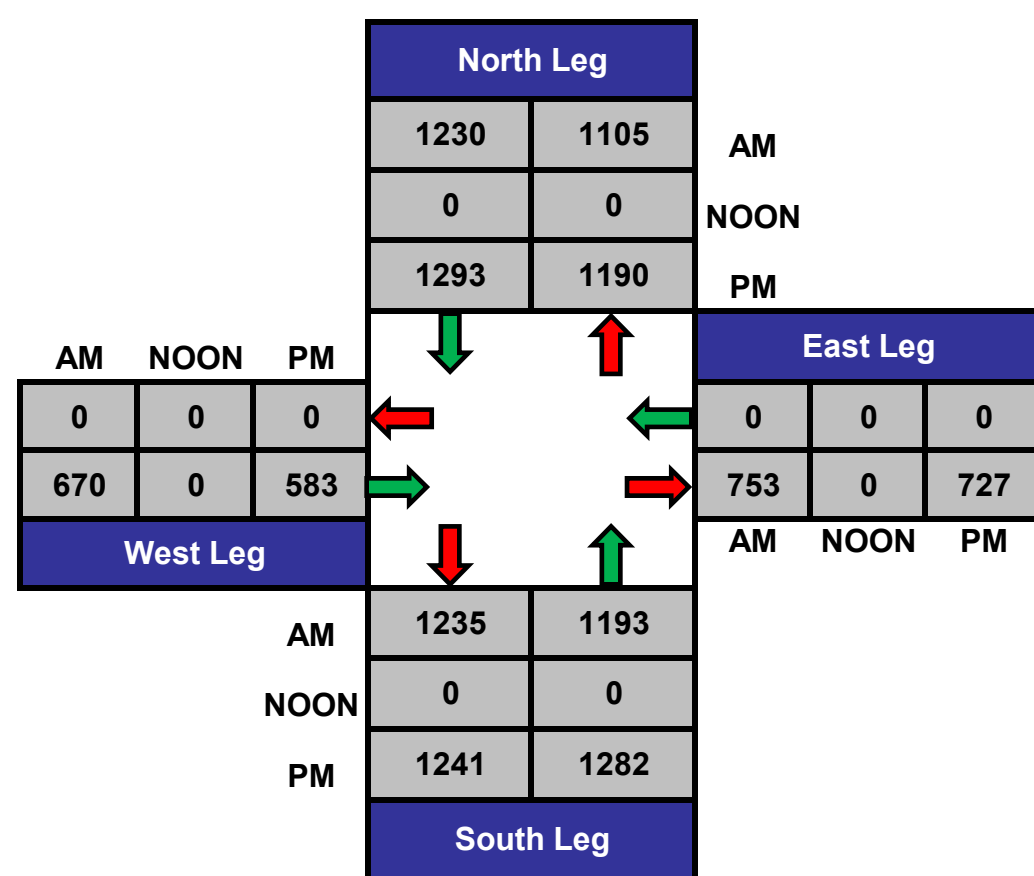 North Leg
1230 1105 AM
0 0 NOON
1293 1190 PM
AM NOON PM East Leg
0 0 0 0 0 0
670 0 583 753 0 727
West Leg AM NOON PM
AM 1235 1193
NOON 0 0
PM 1241 1282
South Leg